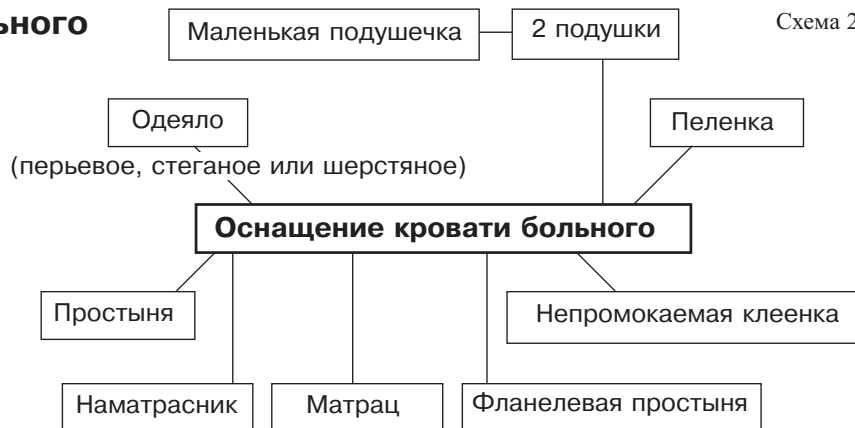 ьного
Маленькая подушечка
2 подушки
Схема 2
Одеяло
Пеленка
(перьевое, стеганое или шерстяное)
Оснащение кровати больного
Простыня
Непромокаемая клеенка
Наматрасник
Матрац
Фланелевая простыня